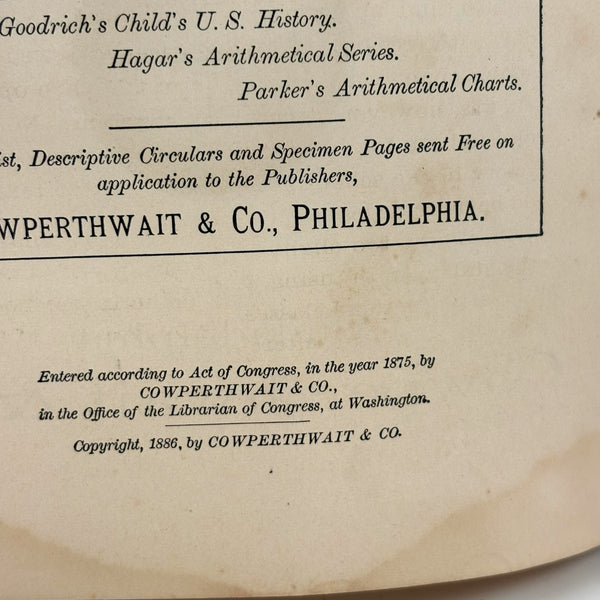 Goodrich's Child's U. S. History.
Hagar's Arithmetical Series.
Parker's Arithmetical Charts.
Descriptive Circulars and Specimen Pages sent Free on
application to the Publishers,
WPERTHWAIT & CO., PHILADELPHIA.
Entered according to Act of Congress, in the year 1875, by
COWPERTHWAIT & CO.,
in the Office of the Librarian of Congress, at Washington.
Copyright, 1886, by COWPERTHWAIT & CO.